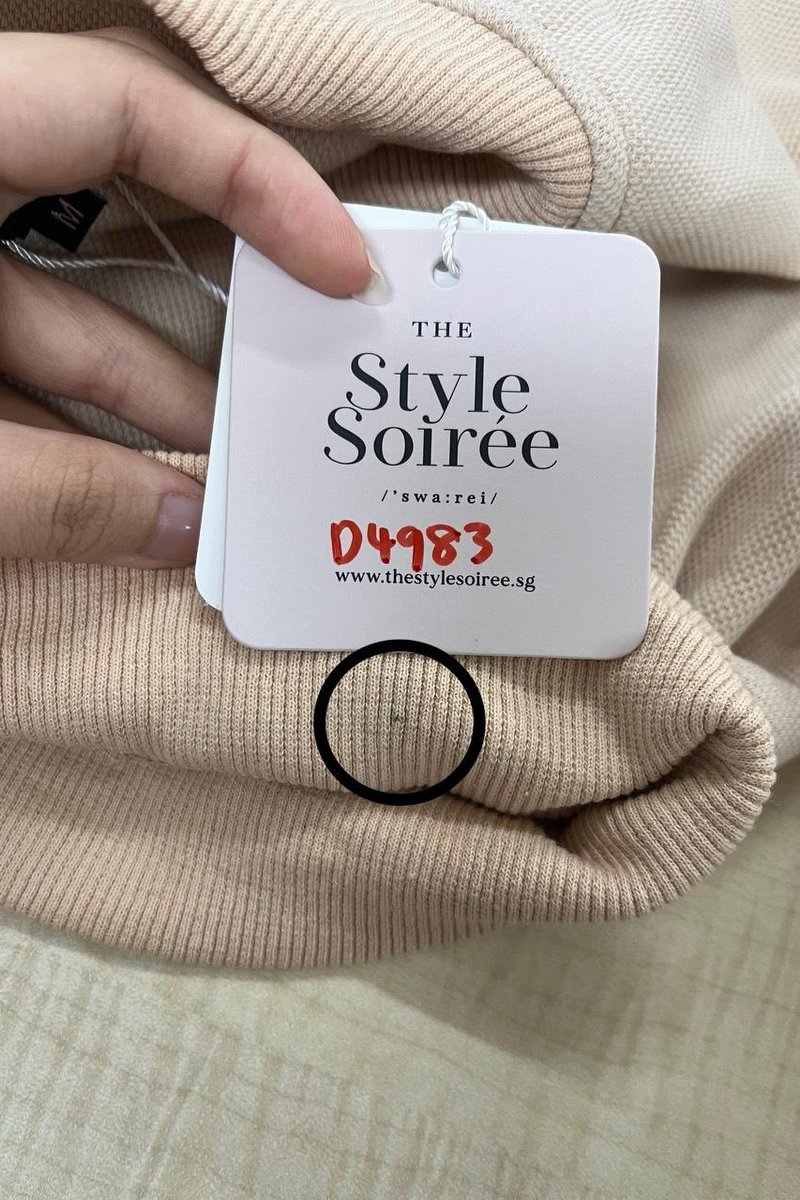 M
THE
Style
Soirée
/'swa:rei/
D4983
www.thestylesoiree.sg